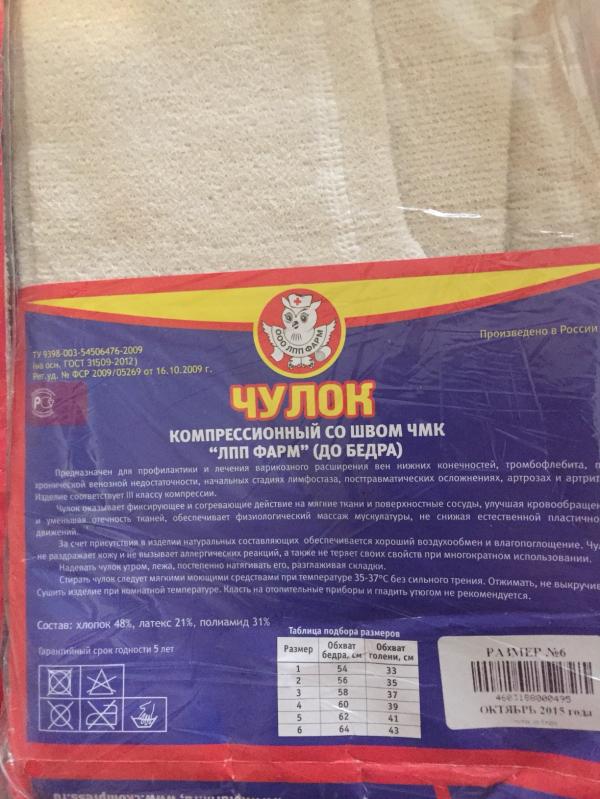 ООО ЛПП ФАРМ
Произведено в России
ТУ 9398-003-54506476-2009
(на осн. ГОСТ 31509-2012)
Рег. уд. № ФСР 2009/05269 от 16.10.2009 г.
ЧУЛОК
КОМПРЕССИОННЫЙ СО ШВОМ ЧМК
“ЛПП ФАРМ” (ДО БЕДРА)
Предназначен для профилактики и лечения варикозного расширения вен нижних конечностей, тромбофлебита, п
хронической венозной недостаточности, начальных стадиях лимфостаза, посттравматических осложнениях, артрозах и артрит
Изделие соответствует III классу компрессии.
Чулок оказывает фиксирующее и согревающее действие на мягкие ткани и поверхностные сосуды, улучшая кровообращен
и уменьшая отечность тканей, обеспечивает физиологический массаж мускулатуры, не снижая естественной пластично
движений.
За счет присутствия в изделии натуральных составляющих обеспечивается хороший воздухообмен и влагопоглощение. Чул
не раздражает кожу и не вызывает аллергических реакций, а также не теряет своих свойств при многократном использовании.
Надевать чулок утром, лежа, постепенно натягивать его, разглаживая складки.
Стирать чулок следует мягкими моющими средствами при температуре 35-37°С без сильного трения. Отжимать, не выкручив
Сушить изделие при комнатной температуре. Класть на отопительные приборы и гладить утюгом не рекомендуется.
Состав: хлопок 48%, латекс 21%, полиамид 31%
Гарантийный срок годности 5 лет
Таблица подбора размеров
Размер Обхват бедра, см Обхват голени, см
1 54 33
2 56 35
3 58 37
4 60 39
5 62 41
6 64 43
РАЗМЕР №6
4603188000495
ОКТЯБРЬ 2015 года